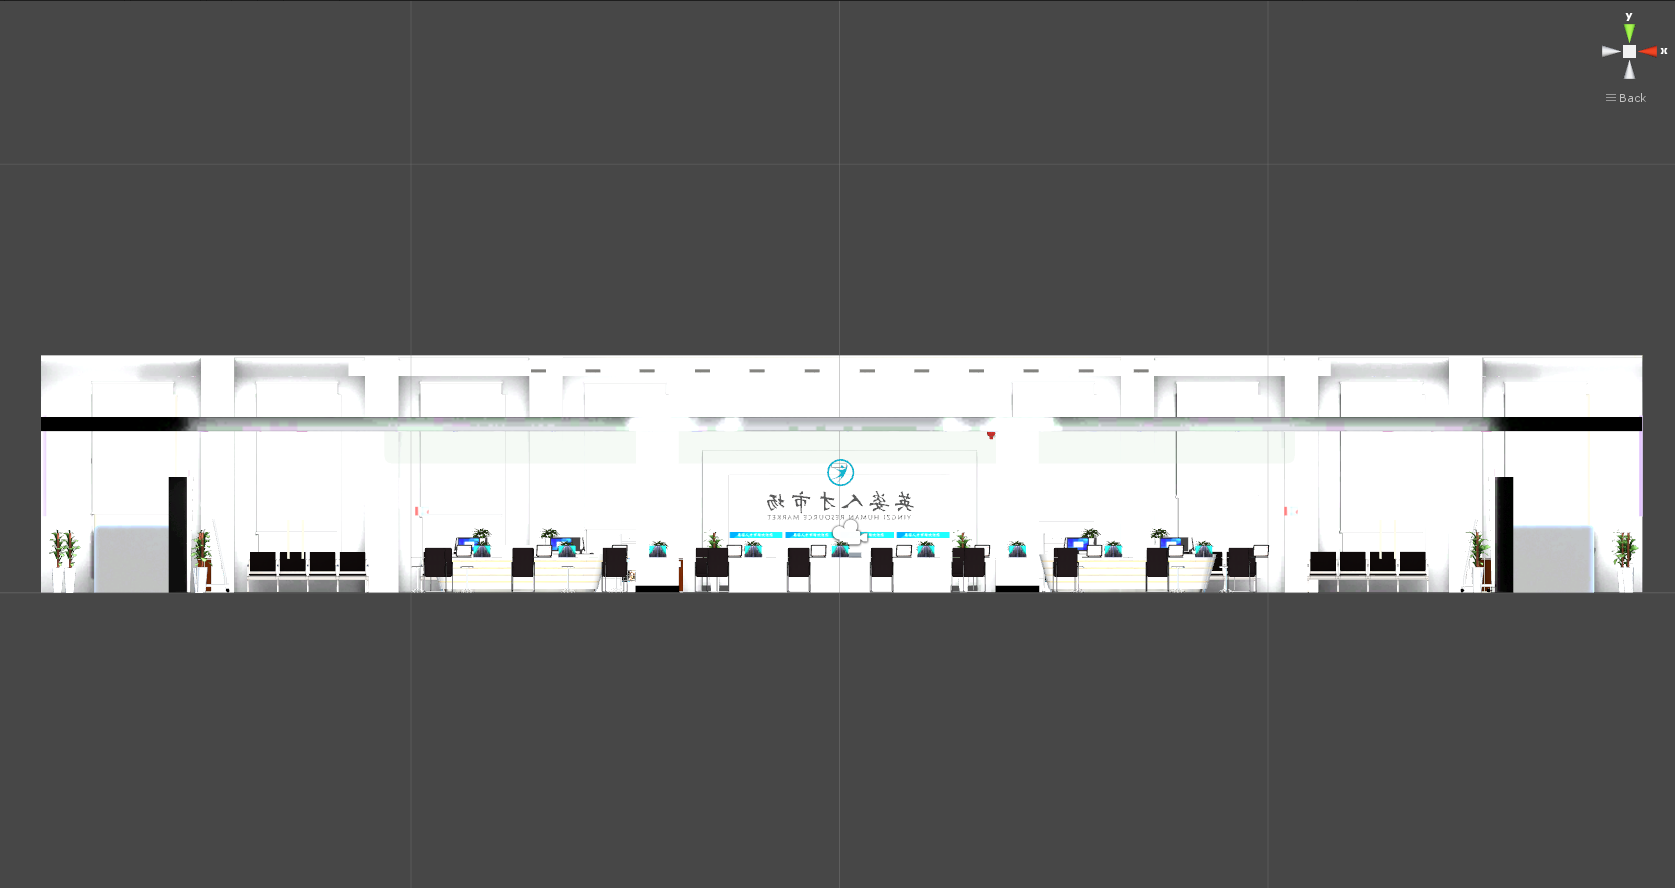 y
x
Back
英姿人才市场
YINGZI HUMAN RESOURCE MARKET